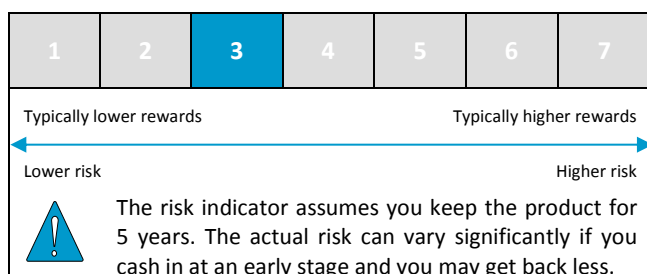 1 2 3 4 5 6 7
Typically lower rewards Typically higher rewards
Lower risk Higher risk
The risk indicator assumes you keep the product for
5 years. The actual risk can vary significantly if you
cash in at an early stage and you may get back less.